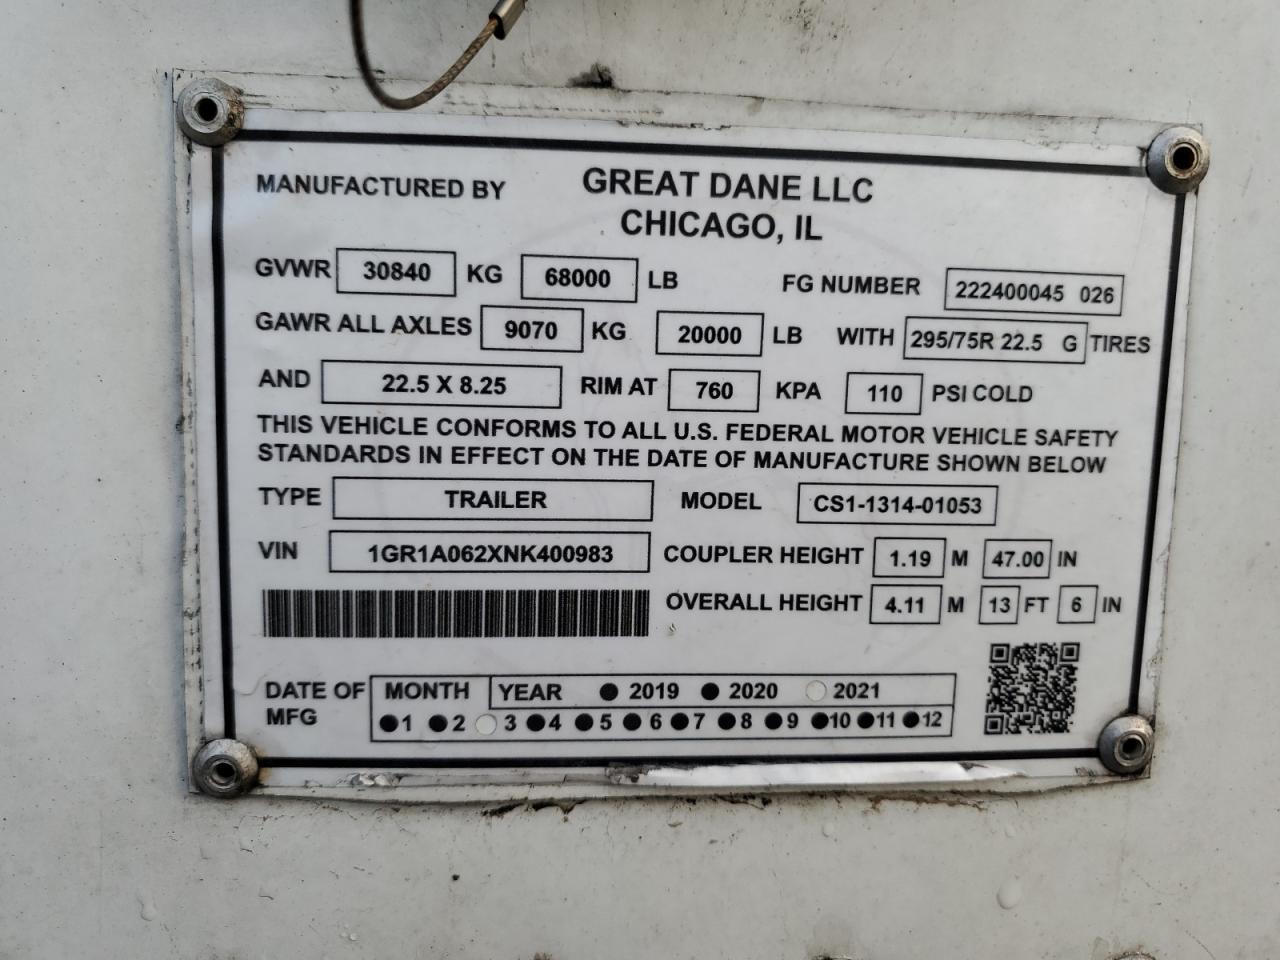 MANUFACTURED BY GREAT DANE LLC
CHICAGO, IL
GVWR 30840 KG 68000 LB FG NUMBER 222400045 026
GAWR ALL AXLES 9070 KG 20000 LB WITH 295/75R 22.5 G TIRES
AND 22.5 X 8.25 RIM AT 760 KPA 110 PSI COLD
THIS VEHICLE CONFORMS TO ALL U.S. FEDERAL MOTOR VEHICLE SAFETY
STANDARDS IN EFFECT ON THE DATE OF MANUFACTURE SHOWN BELOW
TYPE TRAILER MODEL CS1-1314-01053
VIN 1GR1A062XNK400983 COUPLER HEIGHT 1.19 M 47.00 IN
OVERALL HEIGHT 4.11 M 13 FT 6 IN
DATE OF MFG MONTH YEAR 2019 2020 2021
1 2 3 4 5 6 7 8 9 10 11 12